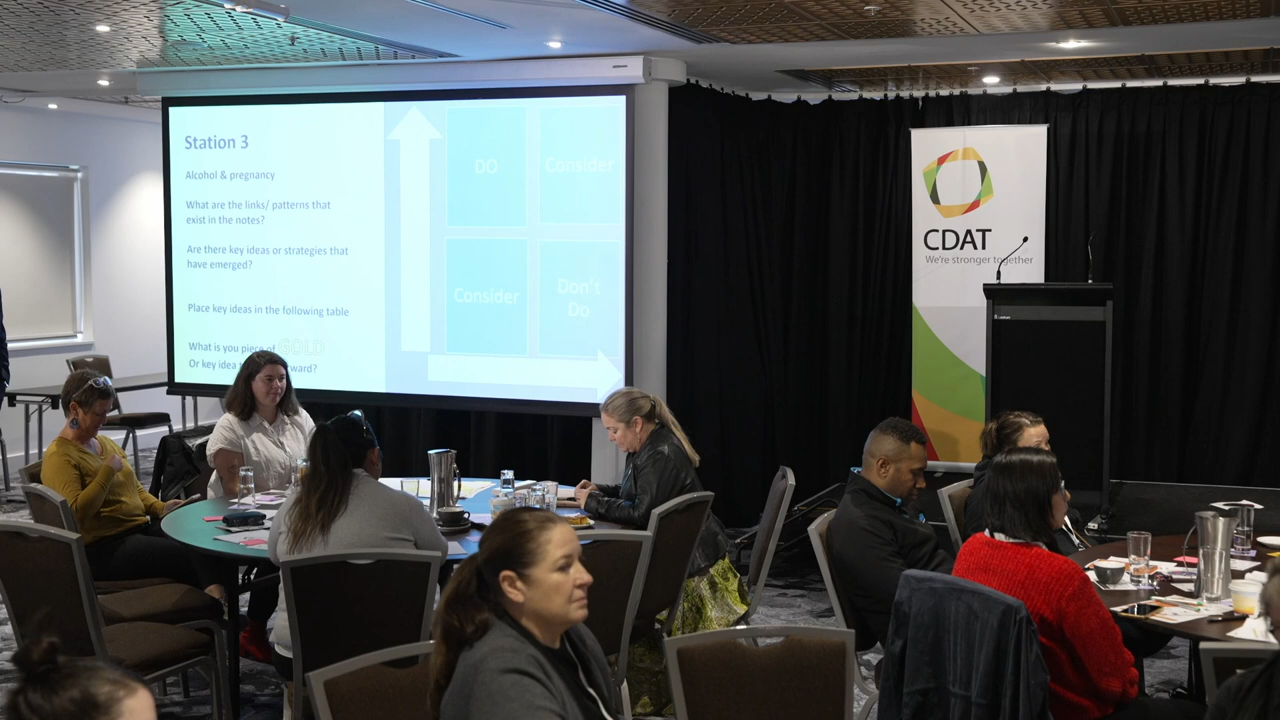 Station 3
Alcohol & pregnancy
What are the links/ patterns that
exist in the notes?
Are there key ideas or strategies that
have emerged?
Place key ideas in the following table
What is you piece of GOLD
Or key idea ward?
DO
Consider
Consider
Don't
Do
CDAT
We're stronger together